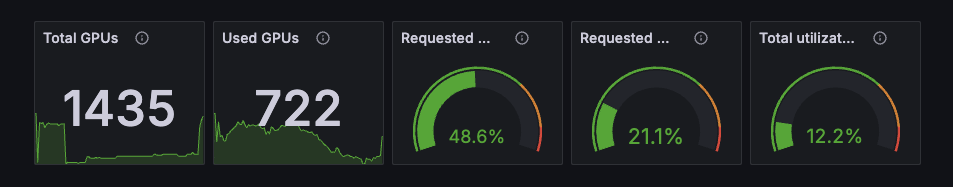 Total GPUs
1435
Used GPUs
722
Requested ...
48.6%
Requested ...
21.1%
Total utilizat...
12.2%